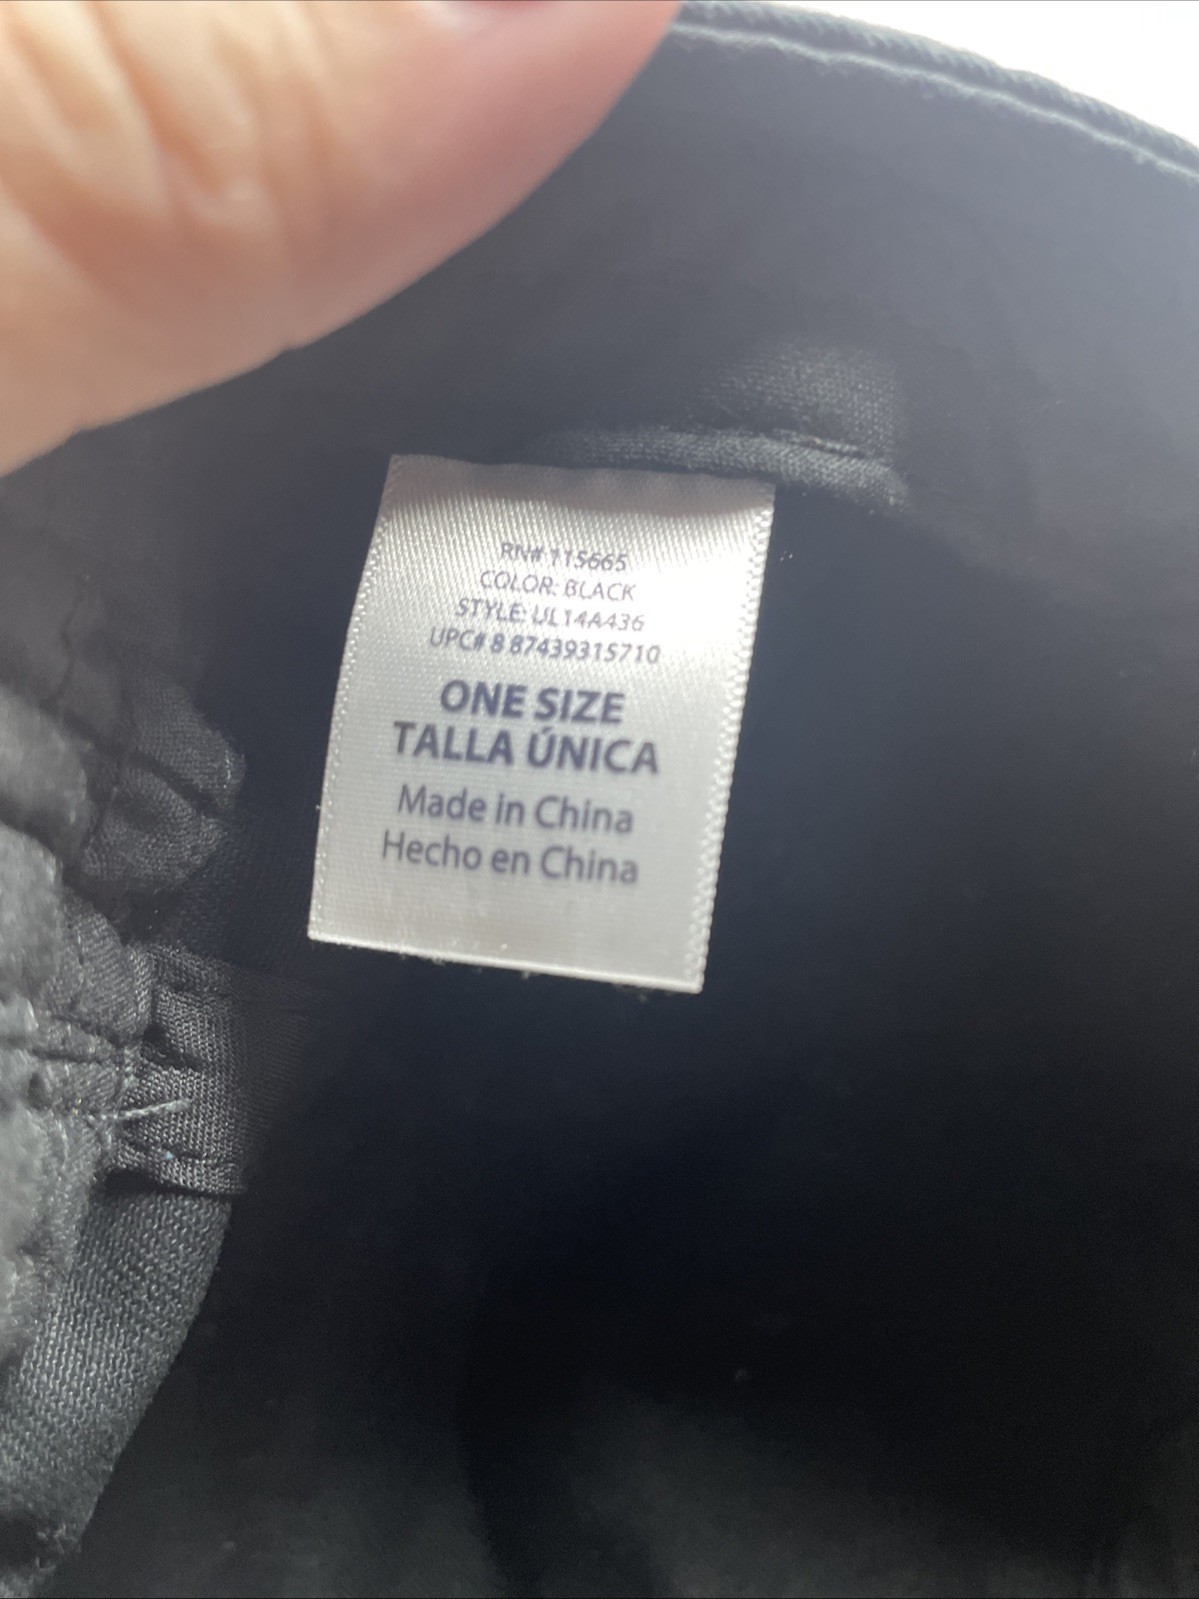 RN# 115665
COLOR: BLACK
STYLE: UL14A436
UPC# 8 87439315710
ONE SIZE
TALLA ÚNICA
Made in China
Hecho en China